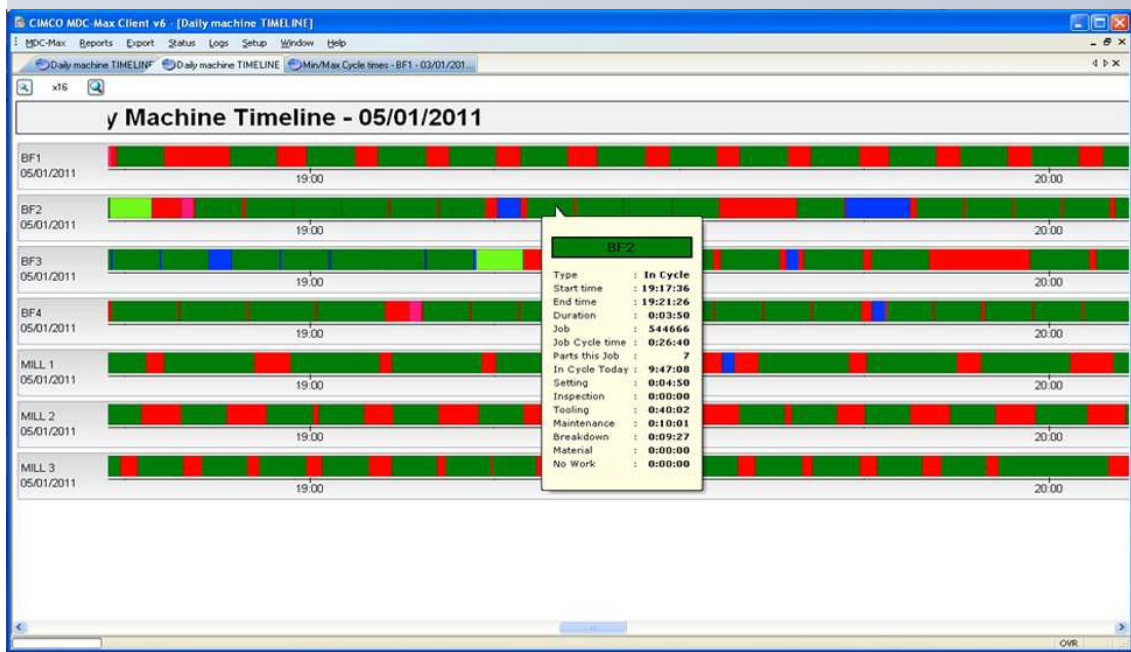 CIMCO MDC-Max Client v6 - [Daily machine TIMELINE]
MDC-Max Reports Export Status Logs Setup Window Help
Daily machine TIMELINE Daily machine TIMELINE Min/Max Cycle times - BF1 - 03/01/201...
x16
y Machine Timeline - 05/01/2011
BF1
05/01/2011
19:00 20:00
BF2
05/01/2011
19:00 20:00
BF3
05/01/2011
19:00 20:00
BF4
05/01/2011
19:00 20:00
MILL 1
05/01/2011
19:00 20:00
MILL 2
05/01/2011
19:00 20:00
MILL 3
05/01/2011
19:00 20:00
BF2
Type : In Cycle
Start time : 19:17:36
End time : 19:21:26
Duration : 0:03:50
Job : 544666
Job Cycle time : 0:26:40
Parts this Job : 7
In Cycle Today : 9:47:08
Setting : 0:04:50
Inspection : 0:00:00
Tooling : 0:40:02
Maintenance : 0:10:01
Breakdown : 0:09:27
Material : 0:00:00
No Work : 0:00:00
OVR